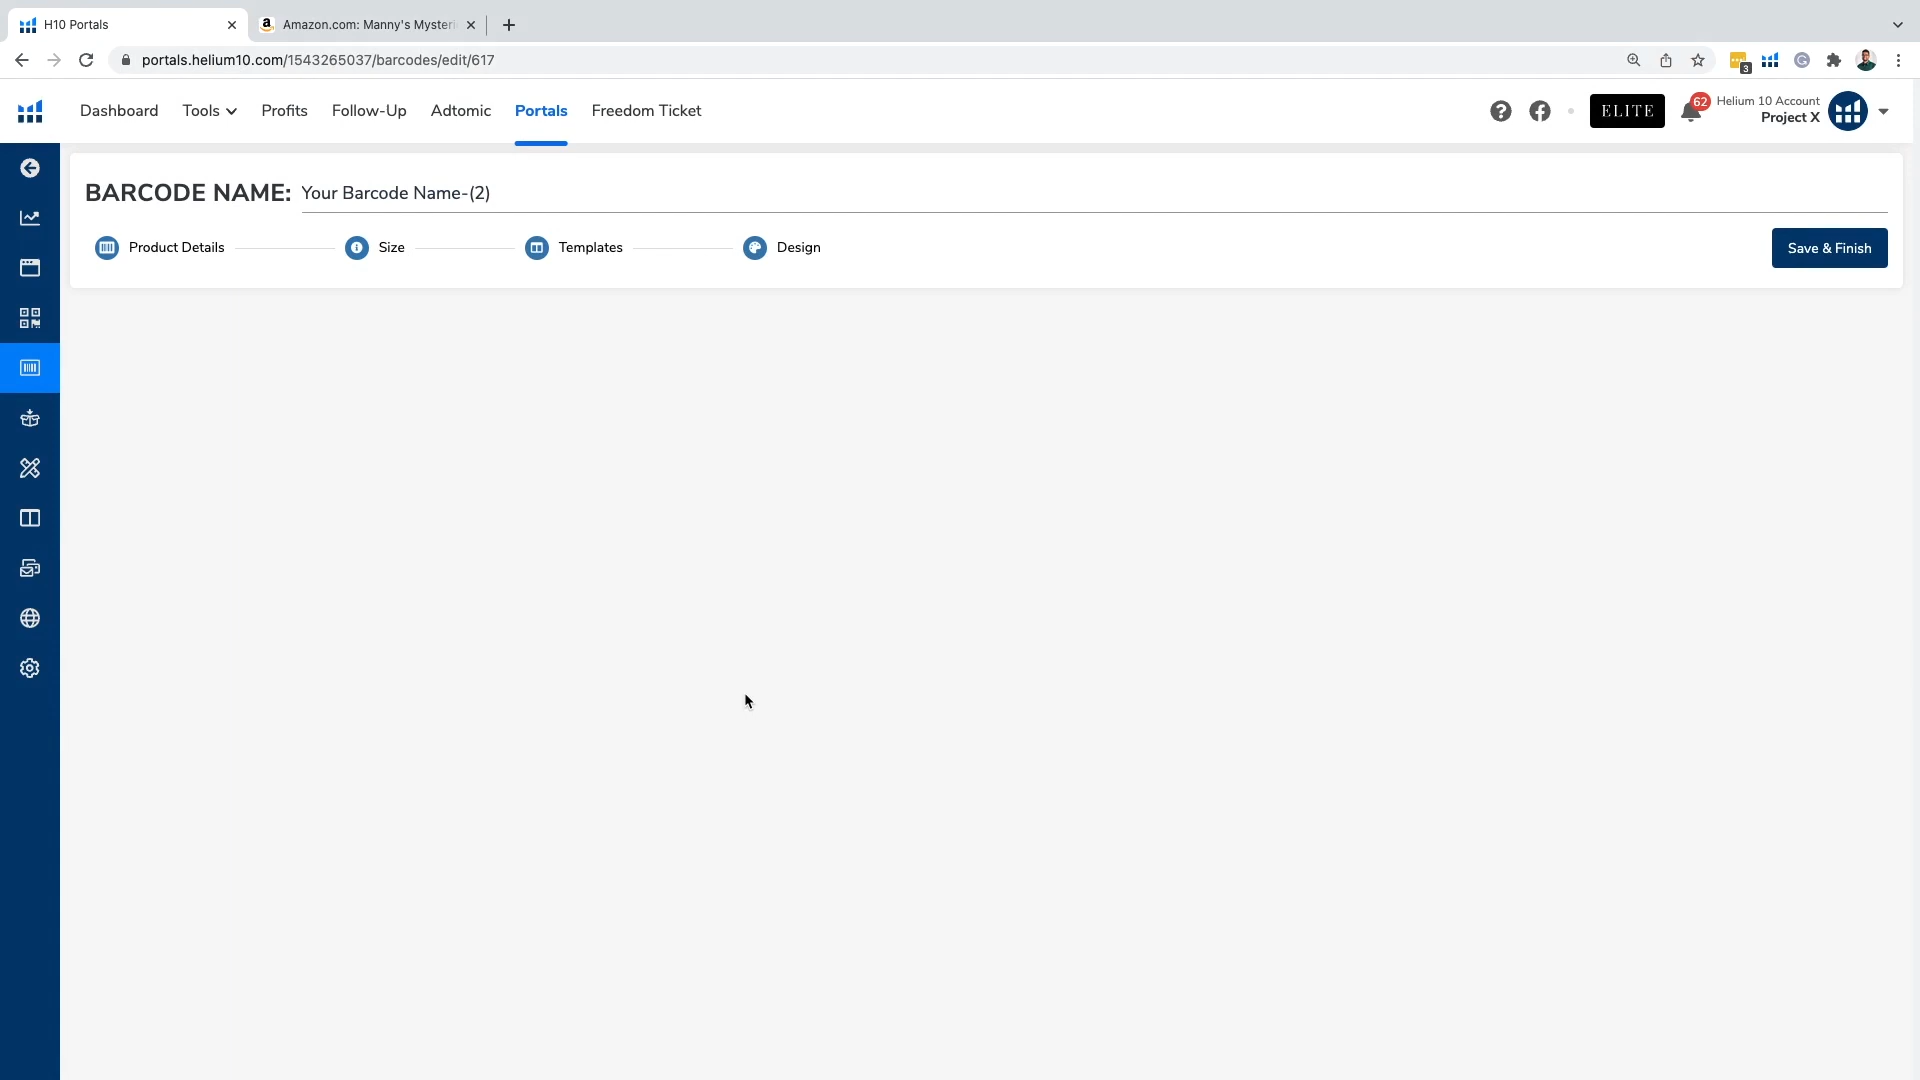 H10 Portals
Amazon.com: Manny's Mysteri
portals.helium10.com/1543265037/barcodes/edit/617
3
Dashboard Tools Profits Follow-Up Adtomic Portals Freedom Ticket
ELITE
62
Helium 10 Account
Project X
BARCODE NAME: Your Barcode Name-(2)
Product Details Size Templates Design
Save & Finish